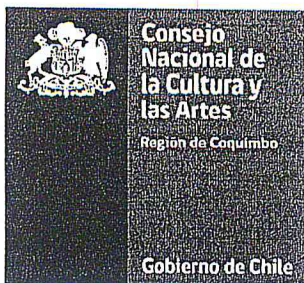 Consejo
Nacional de
la Cultura y
las Artes
Región de Coquimbo
Gobierno de Chile